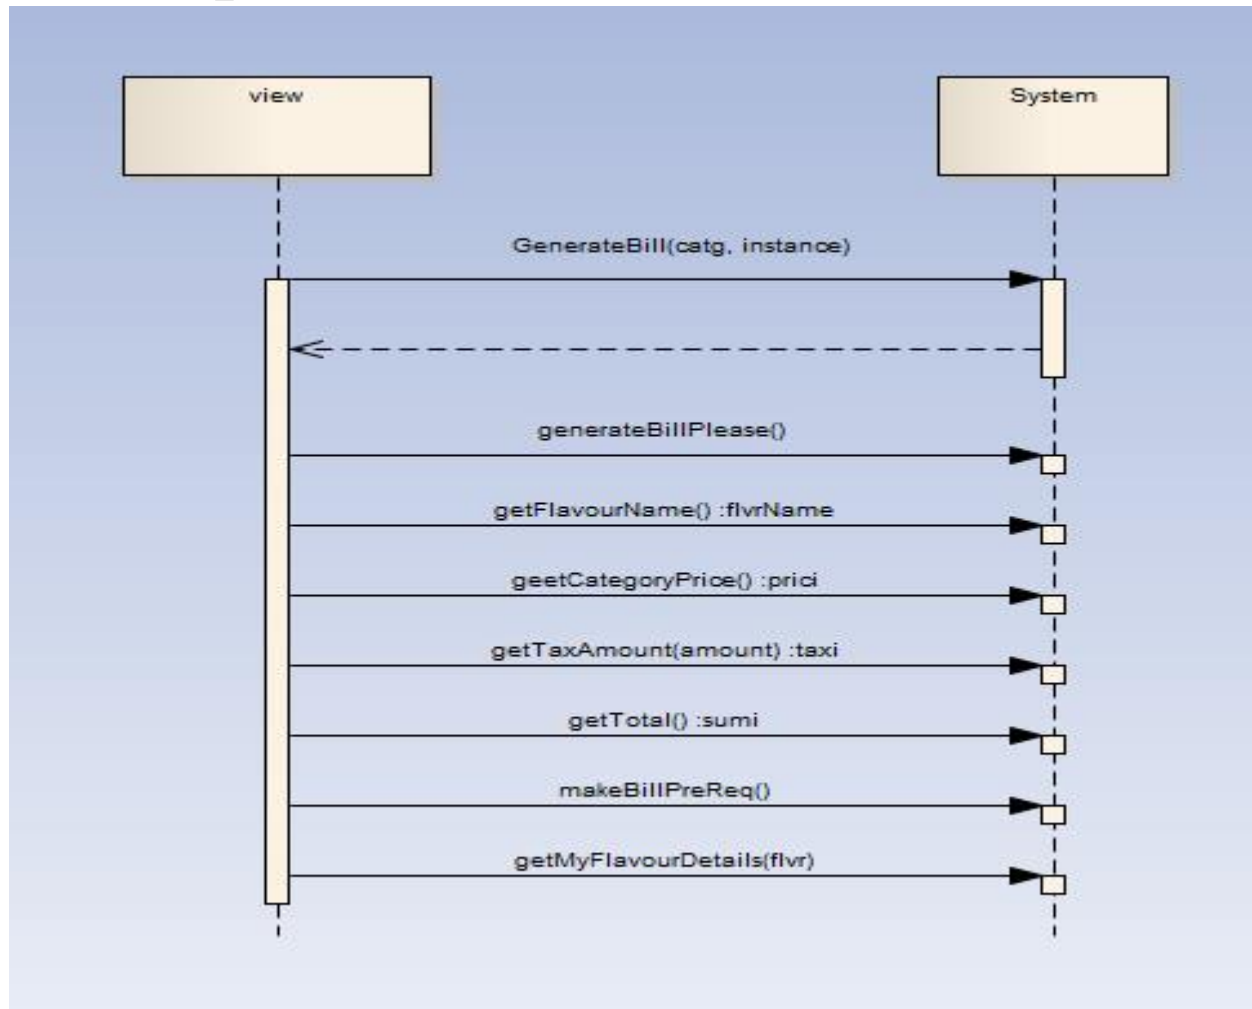 view
System
GenerateBill(catg, instance)
generateBillPlease()
getFlavourName() :flvrName
geetCategoryPrice() :prici
getTaxAmount(amount) :taxi
getTotal() :sumi
makeBillPreReq()
getMyFlavourDetails(flvr)